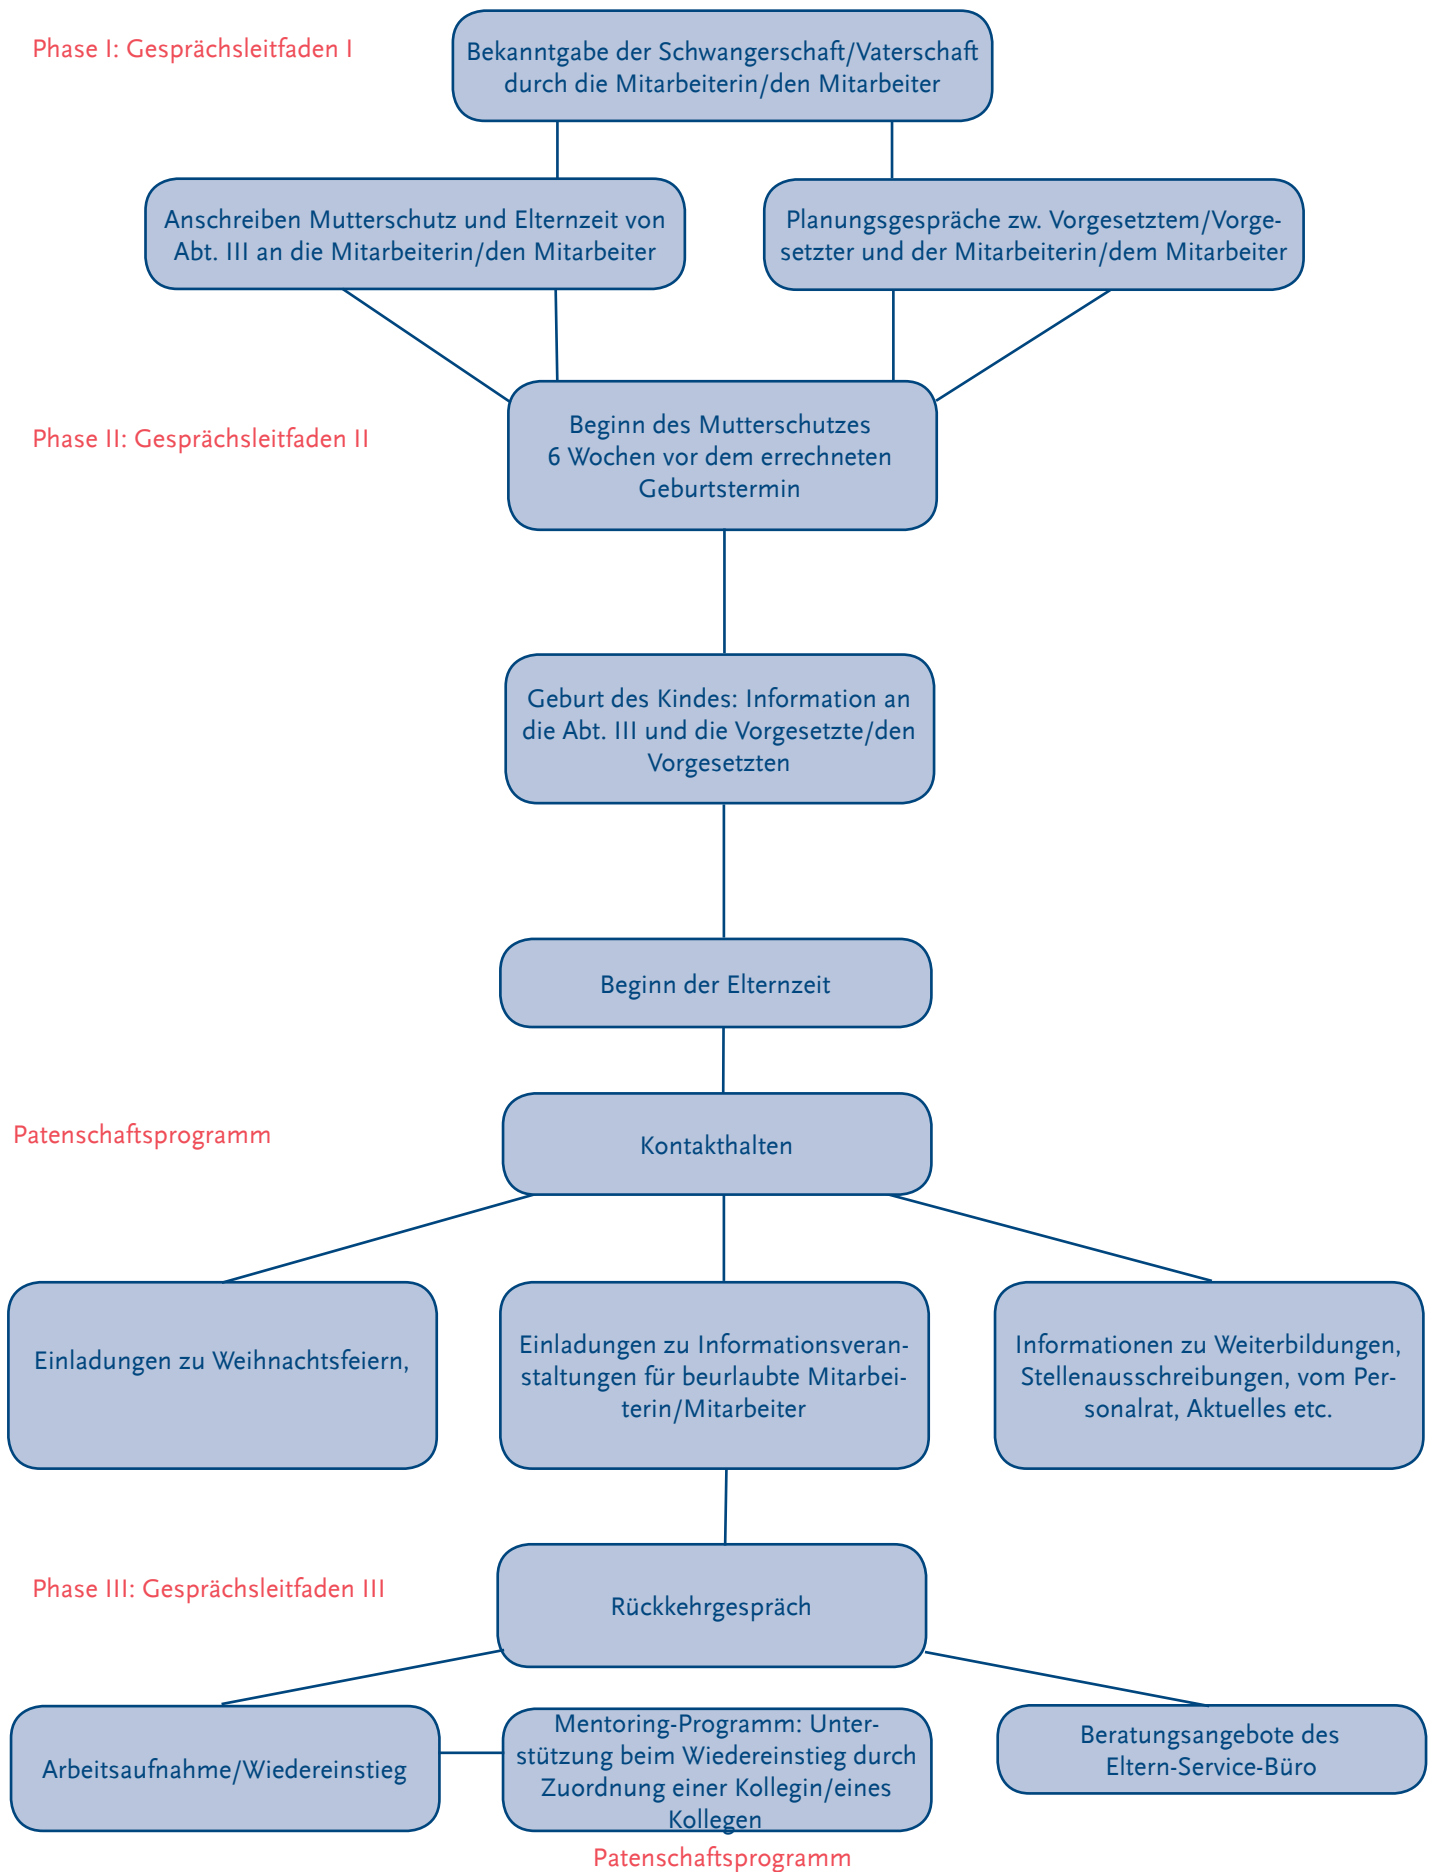 Phase I: Gesprächsleitfaden I
Bekanntgabe der Schwangerschaft/Vaterschaft
durch die Mitarbeiterin/den Mitarbeiter
Anschreiben Mutterschutz und Elternzeit von
Abt. III an die Mitarbeiterin/den Mitarbeiter
Planungsgespräche zw. Vorgesetztem/Vorge-
setzter und der Mitarbeiterin/dem Mitarbeiter
Phase II: Gesprächsleitfaden II
Beginn des Mutterschutzes
6 Wochen vor dem errechneten
Geburtstermin
Geburt des Kindes: Information an
die Abt. III und die Vorgesetzte/den
Vorgesetzten
Beginn der Elternzeit
Patenschaftsprogramm
Kontakthalten
Einladungen zu Weihnachtsfeiern,
Einladungen zu Informationsveran-
staltungen für beurlaubte Mitarbei-
terin/Mitarbeiter
Informationen zu Weiterbildungen,
Stellenausschreibungen, vom Per-
sonalrat, Aktuelles etc.
Phase III: Gesprächsleitfaden III
Rückkehrgespräch
Arbeitsaufnahme/Wiedereinstieg
Mentoring-Programm: Unter-
stützung beim Wiedereinstieg durch
Zuordnung einer Kollegin/eines
Kollegen
Beratungsangebote des
Eltern-Service-Büro
Patenschaftsprogramm